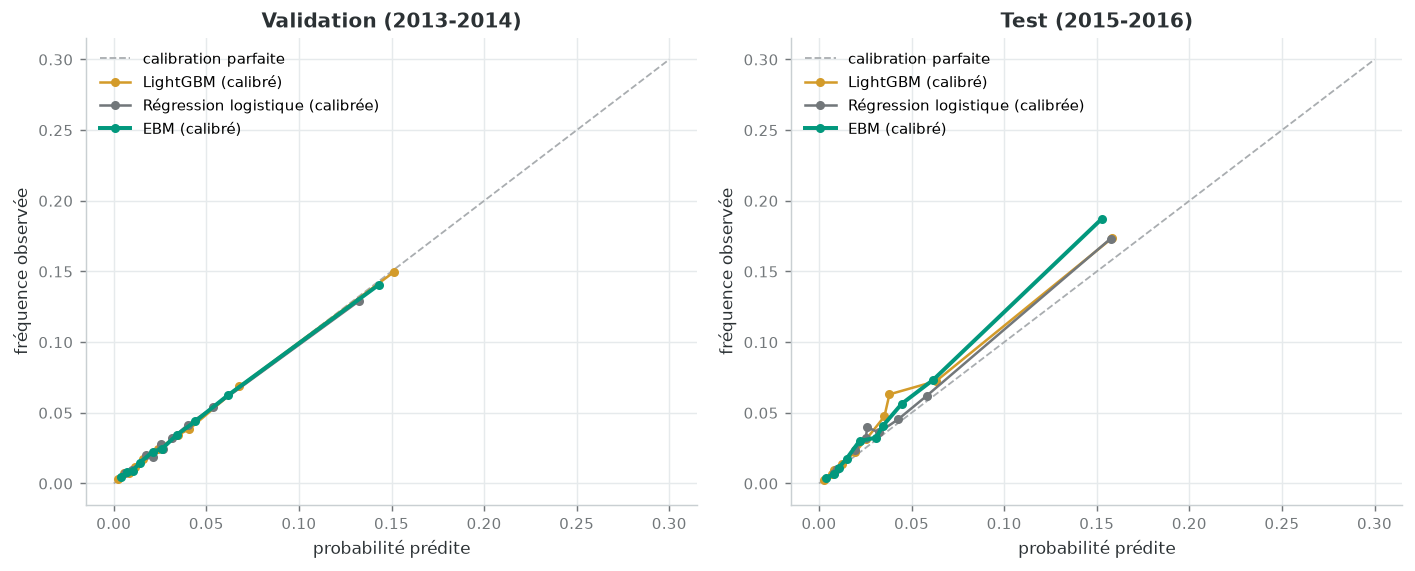 Validation (2013-2014)
fréquence observée
0.30
0.25
0.20
0.15
0.10
0.05
0.00
calibration parfaite
LightGBM (calibré)
Régression logistique (calibrée)
EBM (calibré)
0.00 0.05 0.10 0.15 0.20 0.25 0.30
probabilité prédite
Test (2015-2016)
fréquence observée
0.30
0.25
0.20
0.15
0.10
0.05
0.00
calibration parfaite
LightGBM (calibré)
Régression logistique (calibrée)
EBM (calibré)
0.00 0.05 0.10 0.15 0.20 0.25 0.30
probabilité prédite